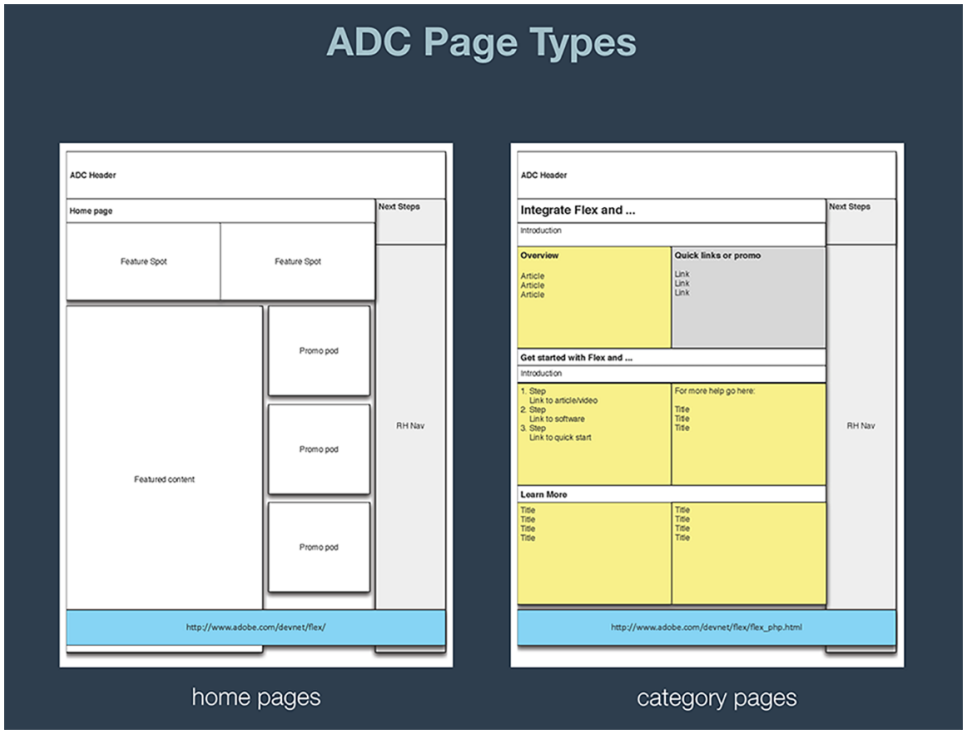 ADC Page Types
ADC Header
Home page
Next Steps
Feature Spot
Feature Spot
Promo pod
Promo pod
Promo pod
Featured content
RH Nav
http://www.adobe.com/devnet/flex/
home pages
ADC Header
Integrate Flex and ...
Next Steps
Introduction
Overview
Article
Article
Article
Quick links or promo
Link
Link
Link
Get started with Flex and ...
Introduction
1. Step
Link to article/video
2. Step
Link to software
3. Step
Link to quick start
For more help go here:
Title
Title
Title
RH Nav
Learn More
Title
Title
Title
Title
Title
Title
Title
Title
http://www.adobe.com/devnet/flex/flex_php.html
category pages